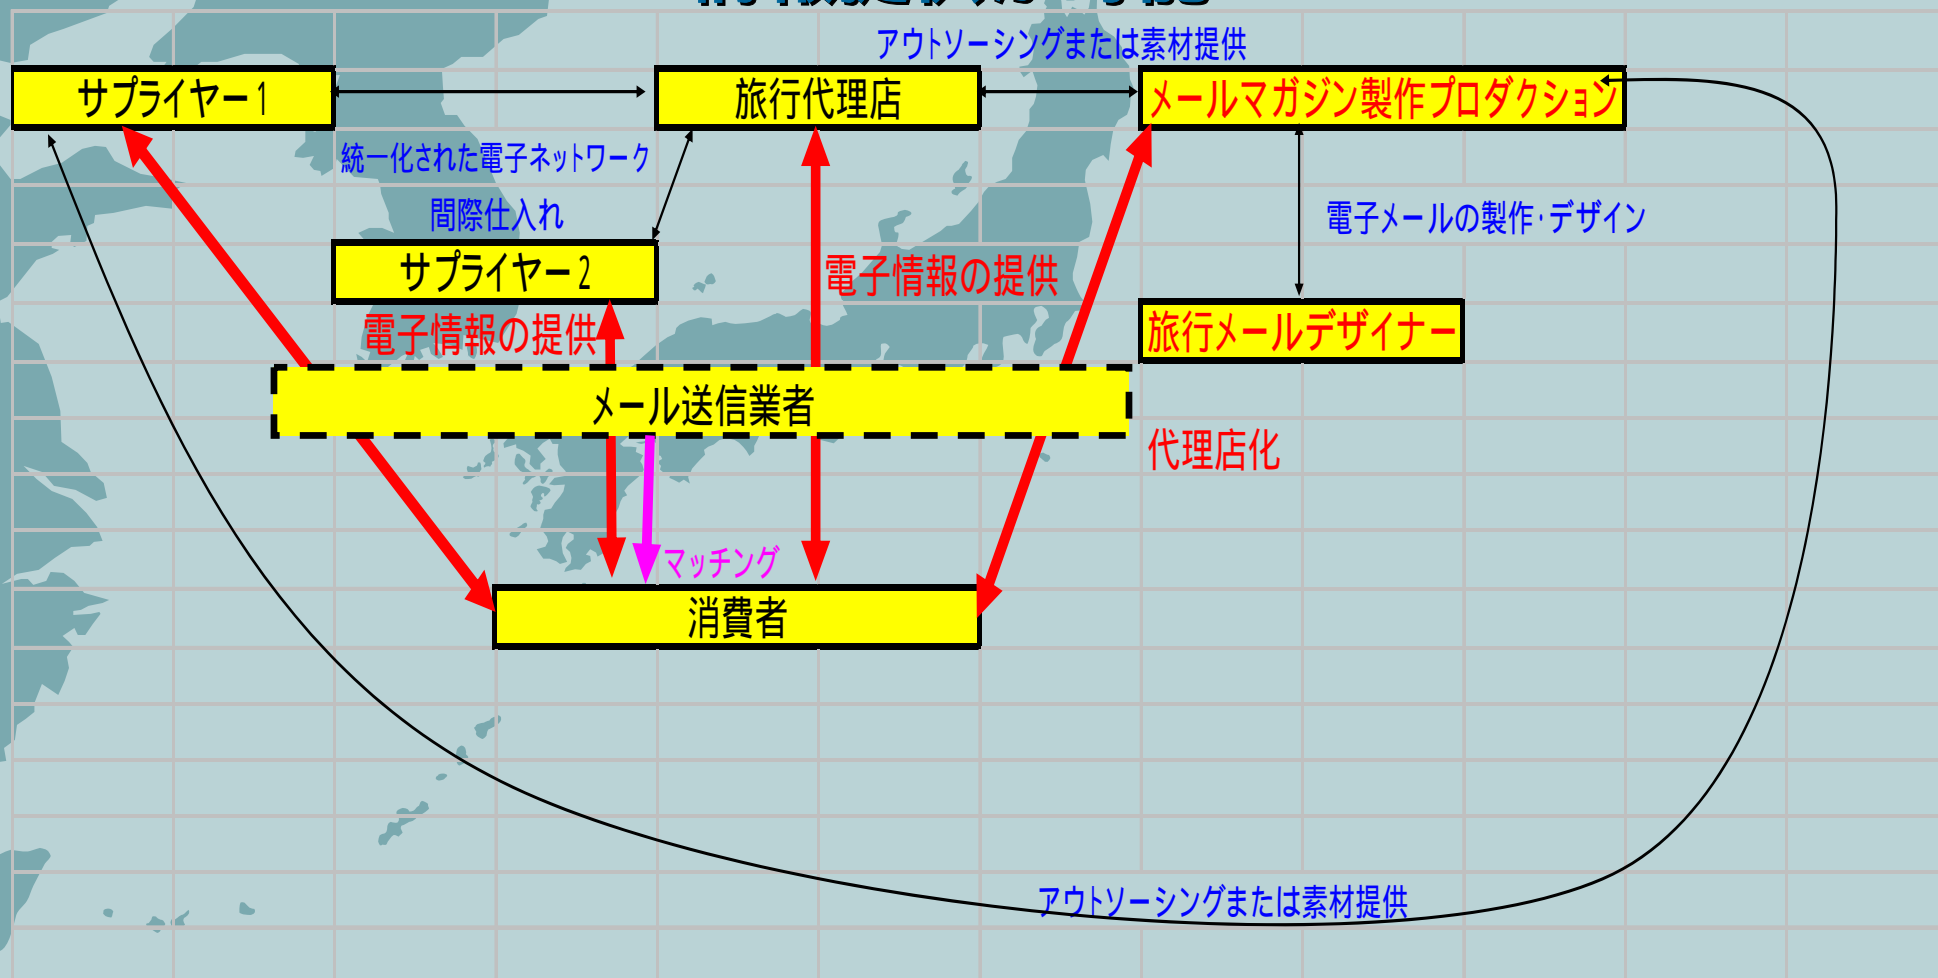 アウトソーシングまたは素材提供
サプライヤー1
旅行代理店
メールマガジン製作プロダクション
統一化された電子ネットワーク
間際仕入れ
電子メールの製作・デザイン
サプライヤー2
電子情報の提供
電子情報の提供
旅行メールデザイナー
メール送信業者
代理店化
マッチング
消費者
アウトソーシングまたは素材提供